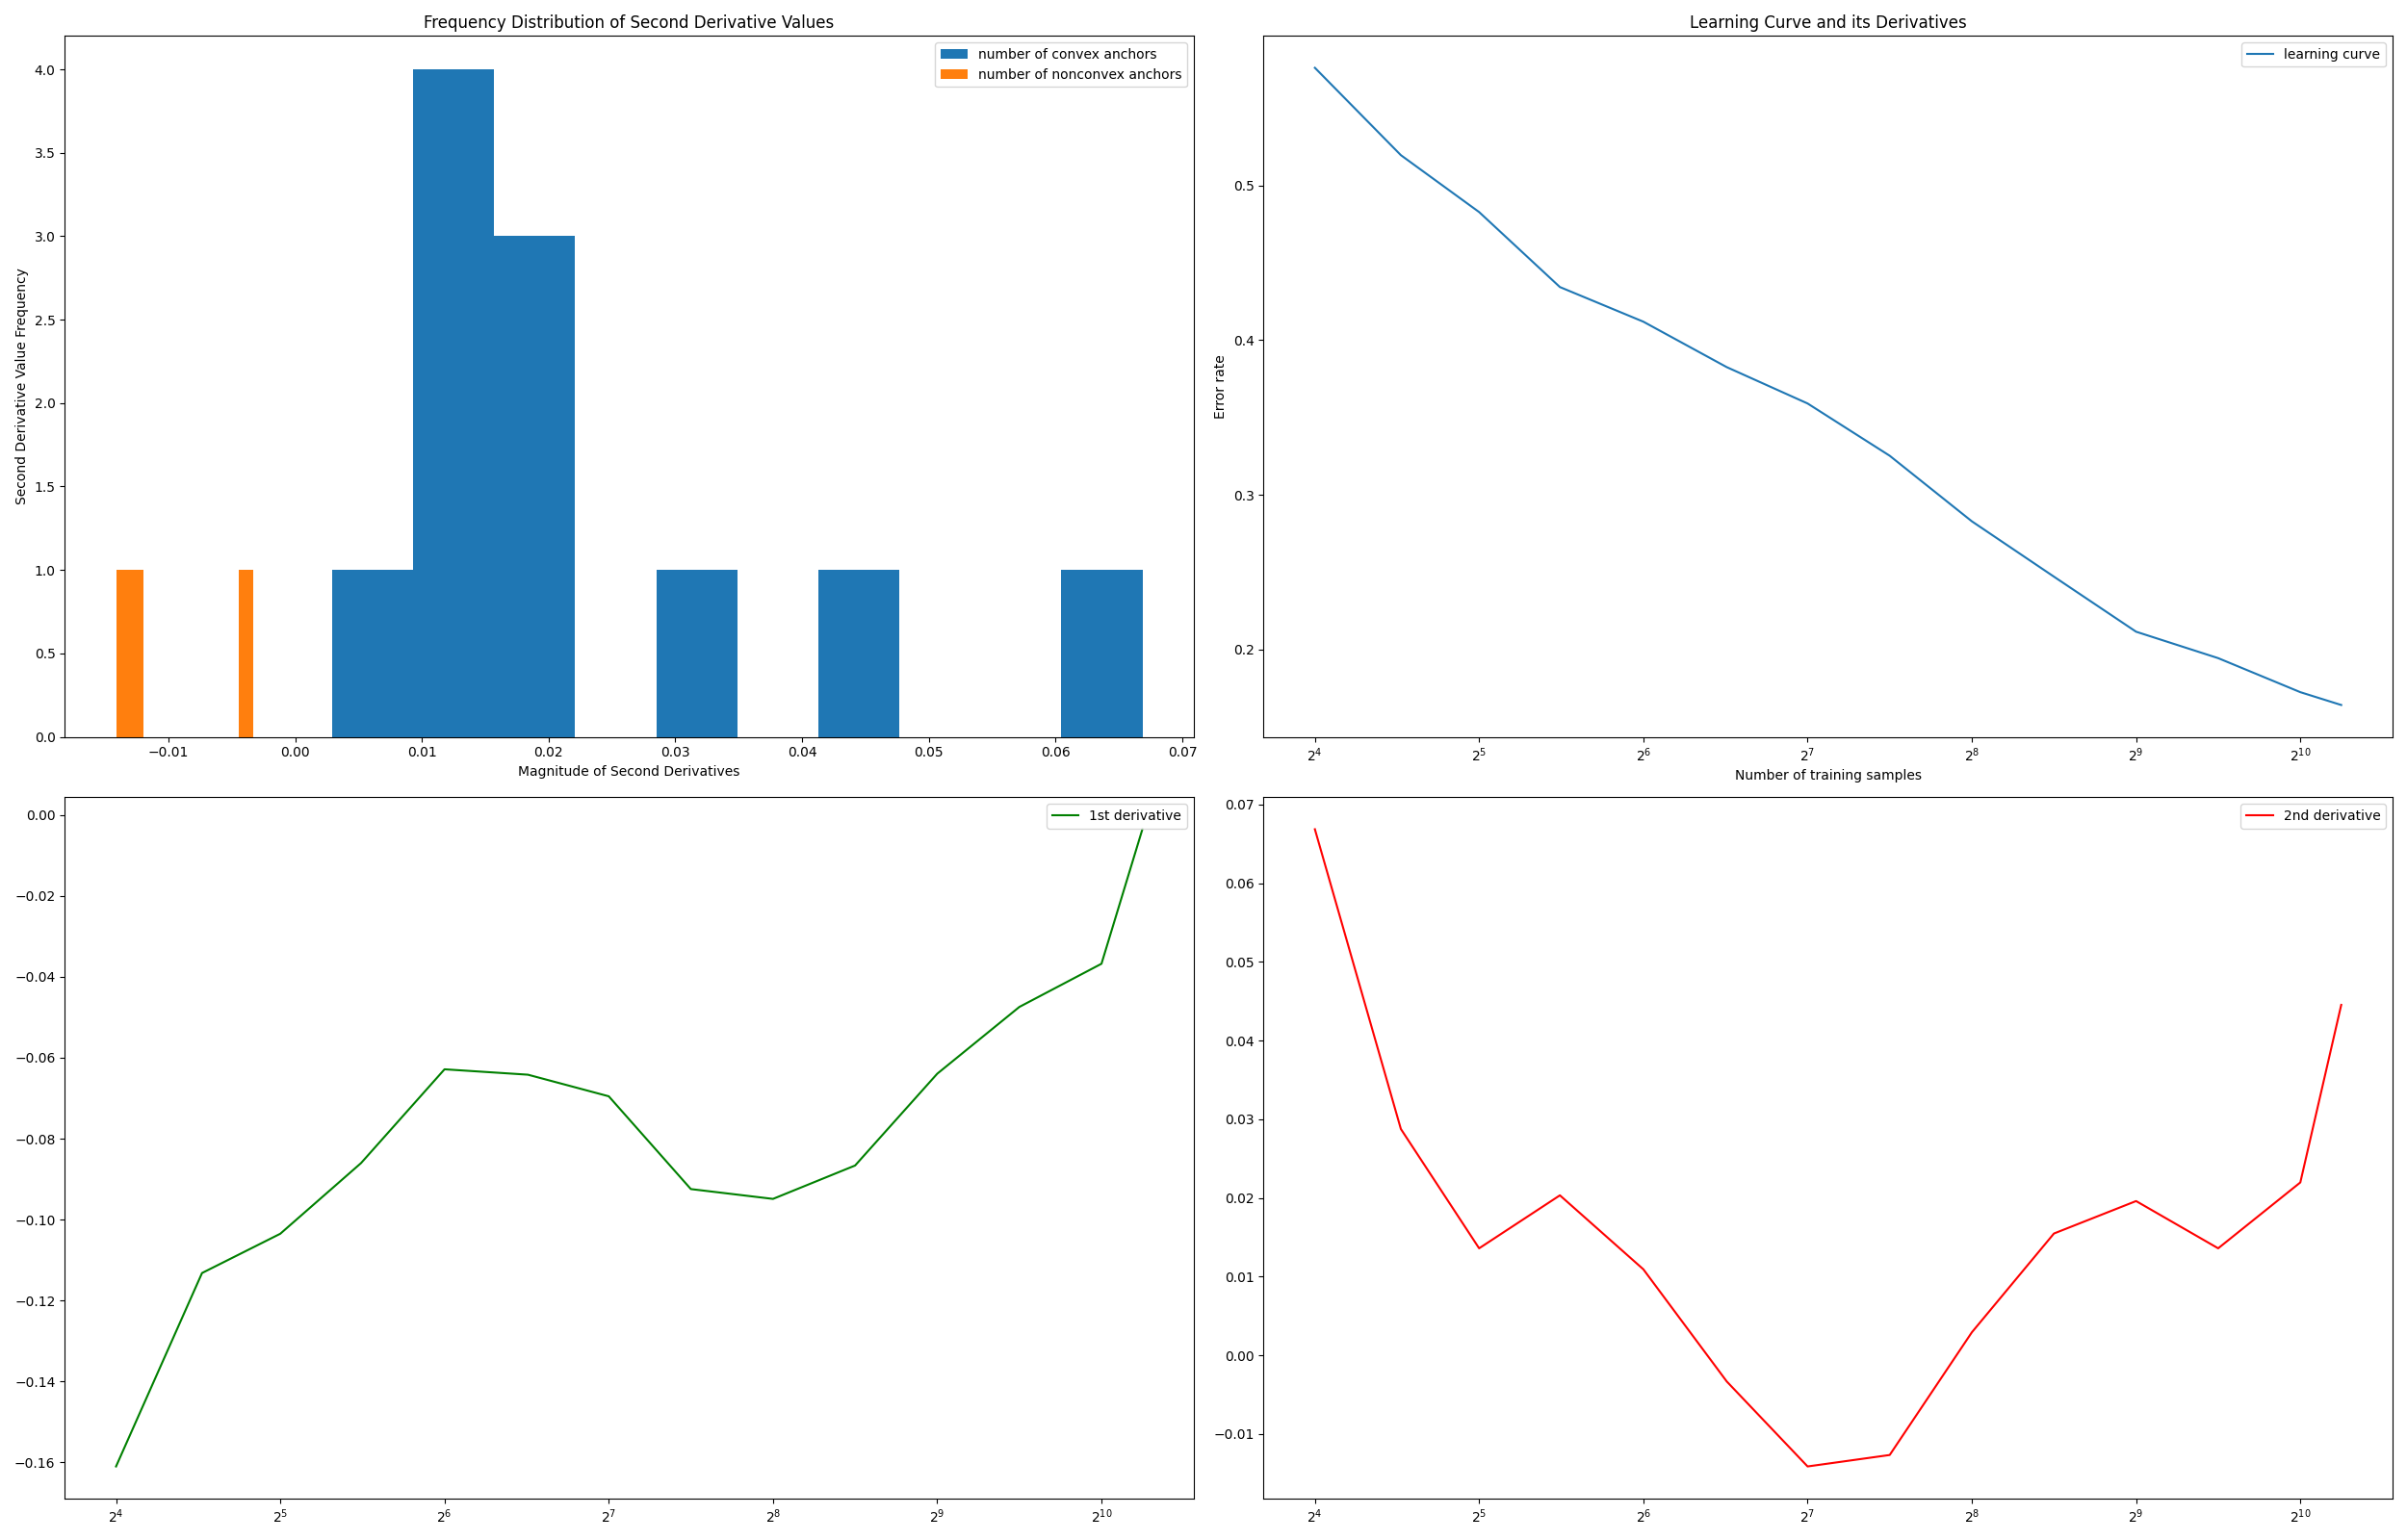 Frequency Distribution of Second Derivative Values
number of convex anchors
number of nonconvex anchors
Second Derivative Value Frequency
4.0
3.5
3.0
2.5
2.0
1.5
1.0
0.5
0.0
−0.01 0.00 0.01 0.02 0.03 0.04 0.05 0.06 0.07
Magnitude of Second Derivatives
Learning Curve and its Derivatives
learning curve
Error rate
0.5
0.4
0.3
0.2
2⁴ 2⁵ 2⁶ 2⁷ 2⁸ 2⁹ 2¹⁰
Number of training samples
1st derivative
0.00
−0.02
−0.04
−0.06
−0.08
−0.10
−0.12
−0.14
−0.16
2⁴ 2⁵ 2⁶ 2⁷ 2⁸ 2⁹ 2¹⁰
2nd derivative
0.07
0.06
0.05
0.04
0.03
0.02
0.01
0.00
−0.01
2⁴ 2⁵ 2⁶ 2⁷ 2⁸ 2⁹ 2¹⁰